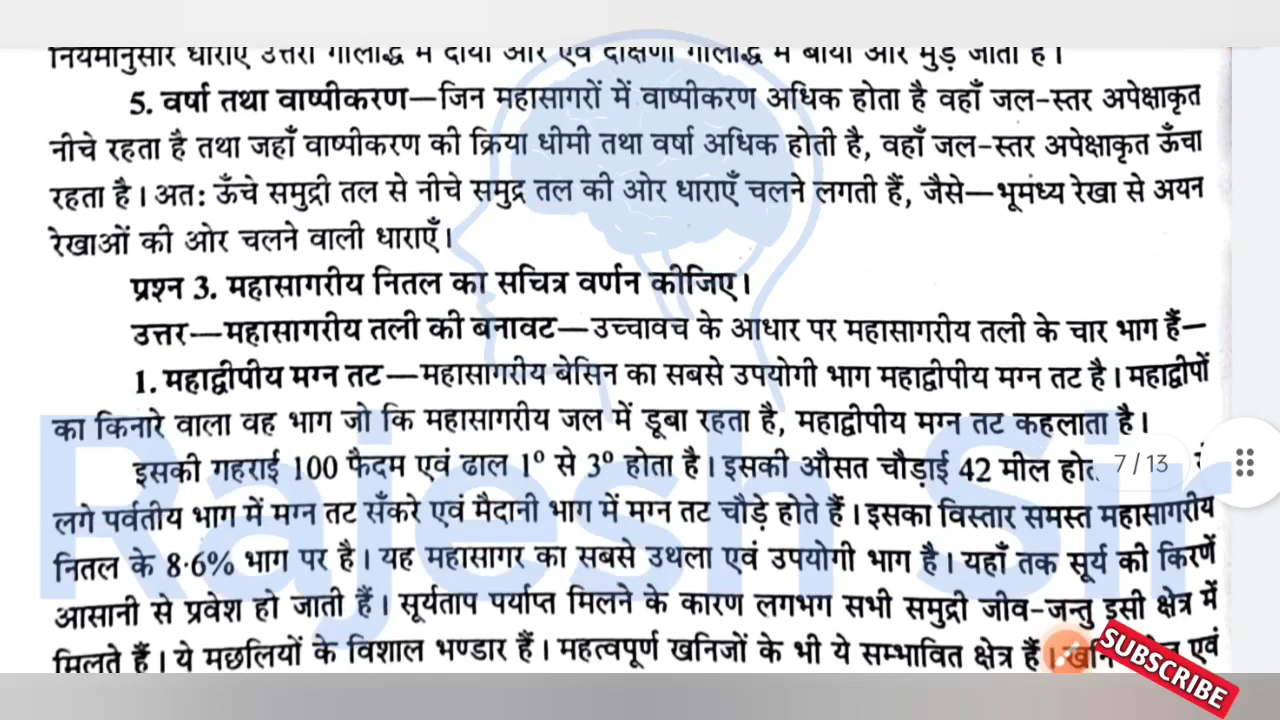 नियमानुसार धाराएँ उत्तरी गोलार्द्ध में दायीं ओर एवं दक्षिणी गोलार्द्ध में बायीं ओर मुड़ जाती हैं।
5. वर्षा तथा वाष्पीकरण—जिन महासागरों में वाष्पीकरण अधिक होता है वहाँ जल-स्तर अपेक्षाकृत
नीचे रहता है तथा जहाँ वाष्पीकरण की क्रिया धीमी तथा वर्षा अधिक होती है, वहाँ जल-स्तर अपेक्षाकृत ऊँचा
रहता है। अत: ऊँचे समुद्री तल से नीचे समुद्र तल की ओर धाराएँ चलने लगती हैं, जैसे—भूमंध्य रेखा से अयन
रेखाओं की ओर चलने वाली धाराएँ।
प्रश्न 3. महासागरीय नितल का सचित्र वर्णन कीजिए।
उत्तर—महासागरीय तली की बनावट—उच्चावच के आधार पर महासागरीय तली के चार भाग हैं—
1. महाद्वीपीय मग्न तट—महासागरीय बेसिन का सबसे उपयोगी भाग महाद्वीपीय मग्न तट है। महाद्वीपों
का किनारे वाला वह भाग जो कि महासागरीय जल में डूबा रहता है, महाद्वीपीय मग्न तट कहलाता है।
इसकी गहराई 100 फैदम एवं ढाल 1° से 3° होता है। इसकी औसत चौड़ाई 42 मील 7/13
लगे पर्वतीय भाग में मग्न तट सँकरे एवं मैदानी भाग में मग्न तट चौड़े होते हैं। इसका विस्तार समस्त महासागरीय
नितल के 8·6% भाग पर है। यह महासागर का सबसे उथला एवं उपयोगी भाग है। यहाँ तक सूर्य की किरणें
आसानी से प्रवेश हो जाती हैं। सूर्यताप पर्याप्त मिलने के कारण लगभग सभी समुद्री जीव-जन्तु इसी क्षेत्र में
मिलते हैं। ये मछलियों के विशाल भण्डार हैं। महत्वपूर्ण खनिजों के भी ये सम्भावित क्षेत्र हैं। एवं
Rajesh Sir
SUBSCRIBE